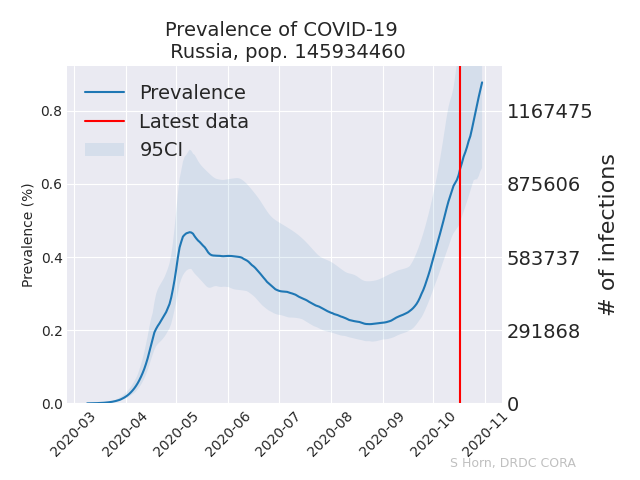 Prevalence of COVID-19
Russia, pop. 145934460
Prevalence
Latest data
95CI
Prevalence (%)
0.8
0.6
0.4
0.2
0.0
1167475
875606
583737
291868
0
# of infections
2020-03
2020-04
2020-05
2020-06
2020-07
2020-08
2020-09
2020-10
2020-11
S Horn, DRDC CORA